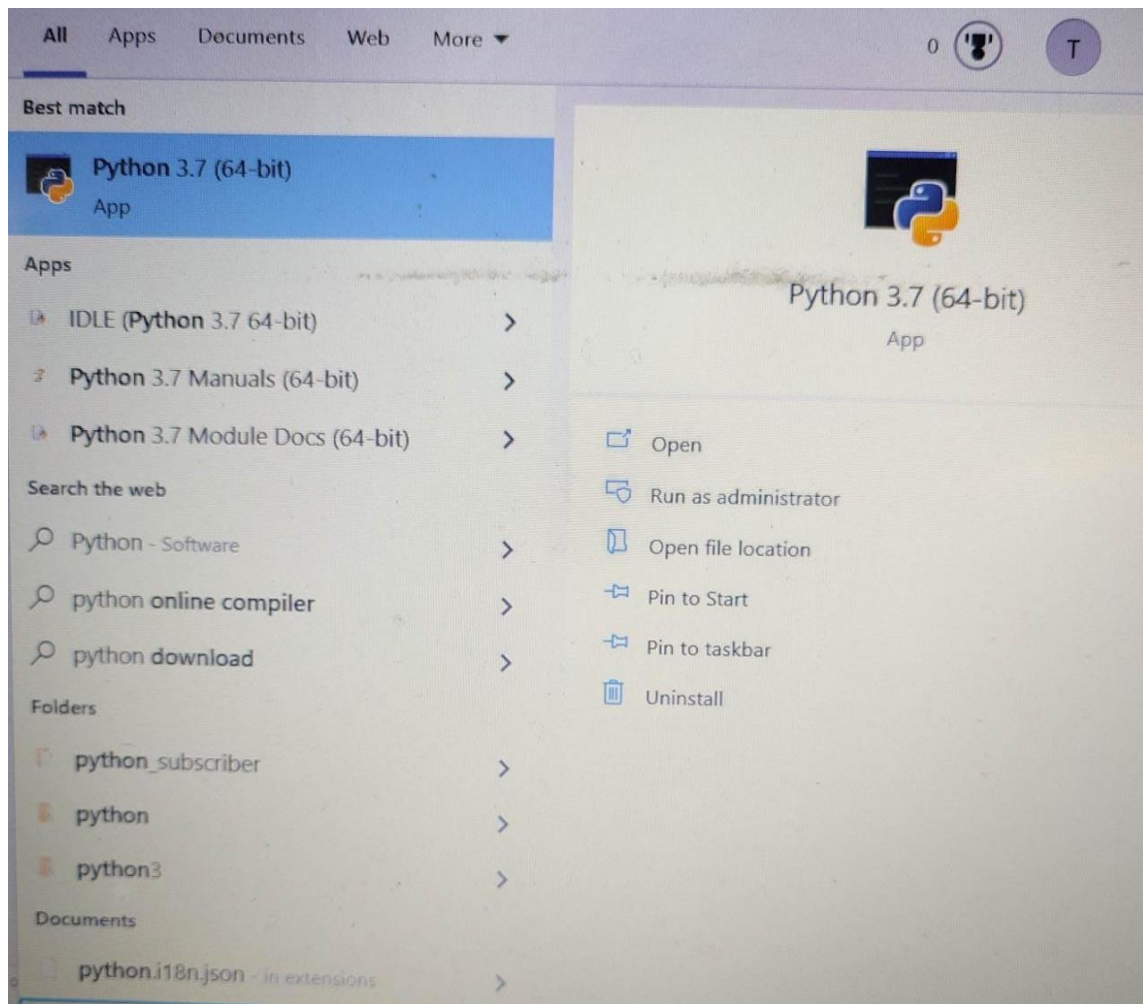 All Apps Documents Web More 0 T
Best match
Python 3.7 (64-bit)
App
Apps
IDLE (Python 3.7 64-bit)
Python 3.7 Manuals (64-bit)
Python 3.7 Module Docs (64-bit)
Search the web
Python - Software
python online compiler
python download
Folders
python_subscriber
python
python3
Documents
python.i18n.json - in extensions
Python 3.7 (64-bit)
App
Open
Run as administrator
Open file location
Pin to Start
Pin to taskbar
Uninstall